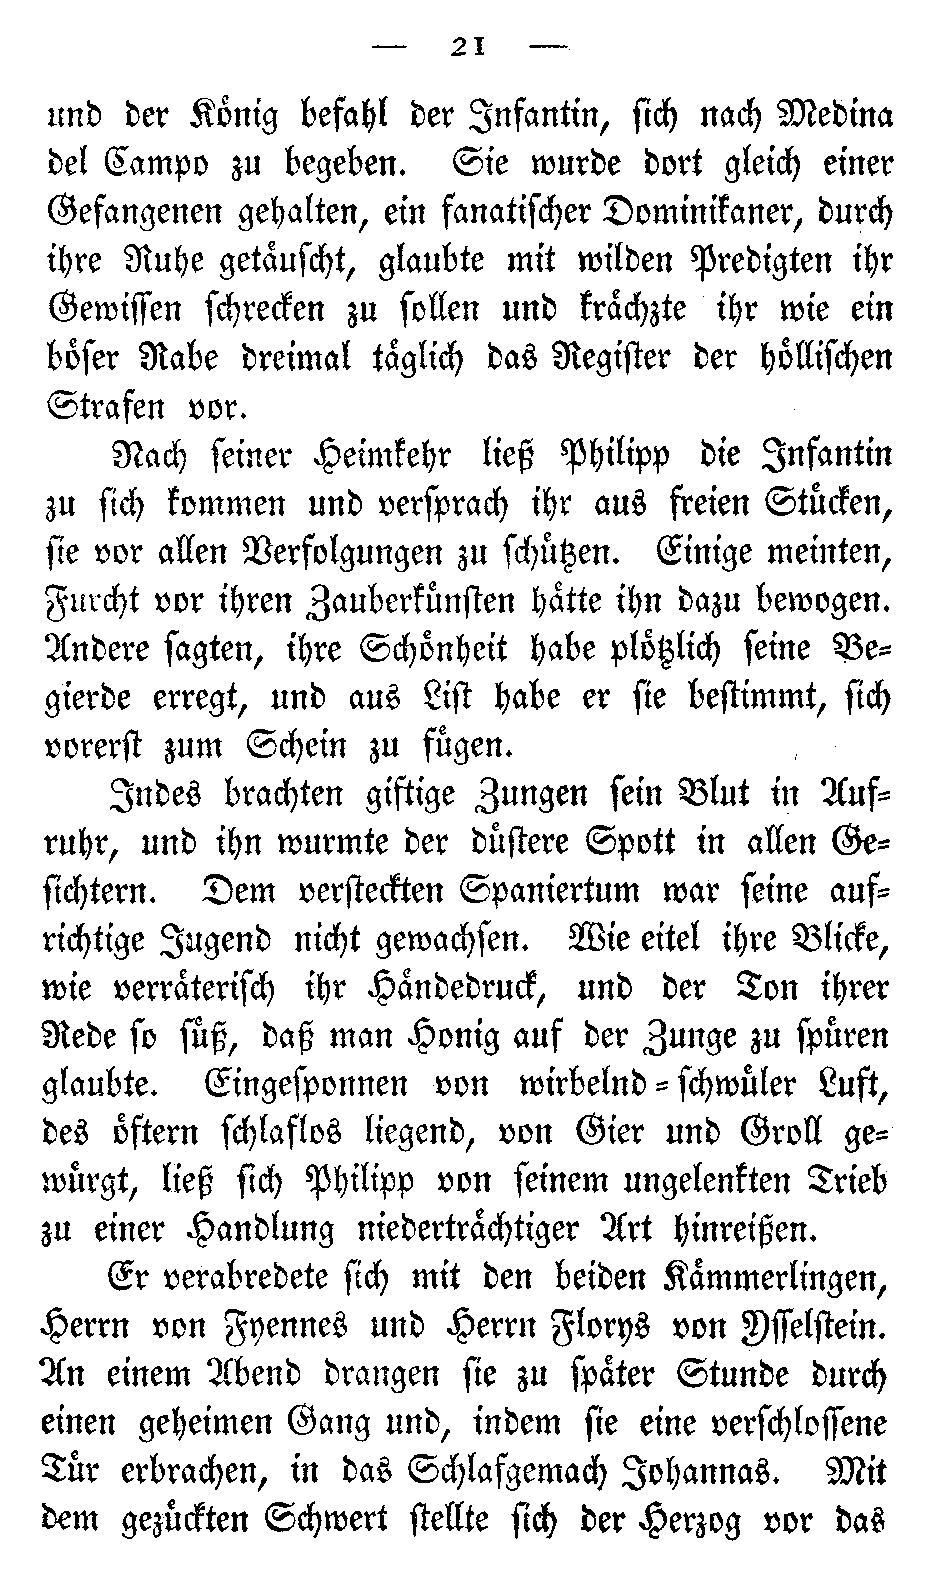 — 21 —
und der König befahl der Infantin, sich nach Medina
del Campo zu begeben. Sie wurde dort gleich einer
Gefangenen gehalten, ein fanatischer Dominikaner, durch
ihre Ruhe getäuscht, glaubte mit wilden Predigten ihr
Gewissen schrecken zu sollen und krächzte ihr wie ein
böser Rabe dreimal täglich das Register der höllischen
Strafen vor.
Nach seiner Heimkehr ließ Philipp die Infantin
zu sich kommen und versprach ihr aus freien Stücken,
sie vor allen Verfolgungen zu schützen. Einige meinten,
Furcht vor ihren Zauberkünsten hätte ihn dazu bewogen.
Andere sagten, ihre Schönheit habe plötzlich seine Be-
gierde erregt, und aus List habe er sie bestimmt, sich
vorerst zum Schein zu fügen.
Indes brachten giftige Zungen sein Blut in Auf-
ruhr, und ihn wurmte der düstere Spott in allen Ge-
sichtern. Dem versteckten Spaniertum war seine auf-
richtige Jugend nicht gewachsen. Wie eitel ihre Blicke,
wie verräterisch ihr Händedruck, und der Ton ihrer
Rede so süß, daß man Honig auf der Zunge zu spüren
glaubte. Eingesponnen von wirbelnd-schwüler Luft,
des öftern schlaflos liegend, von Gier und Groll ge-
würgt, ließ sich Philipp von seinem ungelenkten Trieb
zu einer Handlung niederträchtiger Art hinreißen.
Er verabredete sich mit den beiden Kämmerlingen,
Herrn von Fyennes und Herrn Florys von Ysselstein.
An einem Abend drangen sie zu später Stunde durch
einen geheimen Gang und, indem sie eine verschlossene
Tür erbrachen, in das Schlafgemach Johannas. Mit
dem gezückten Schwert stellte sich der Herzog vor das